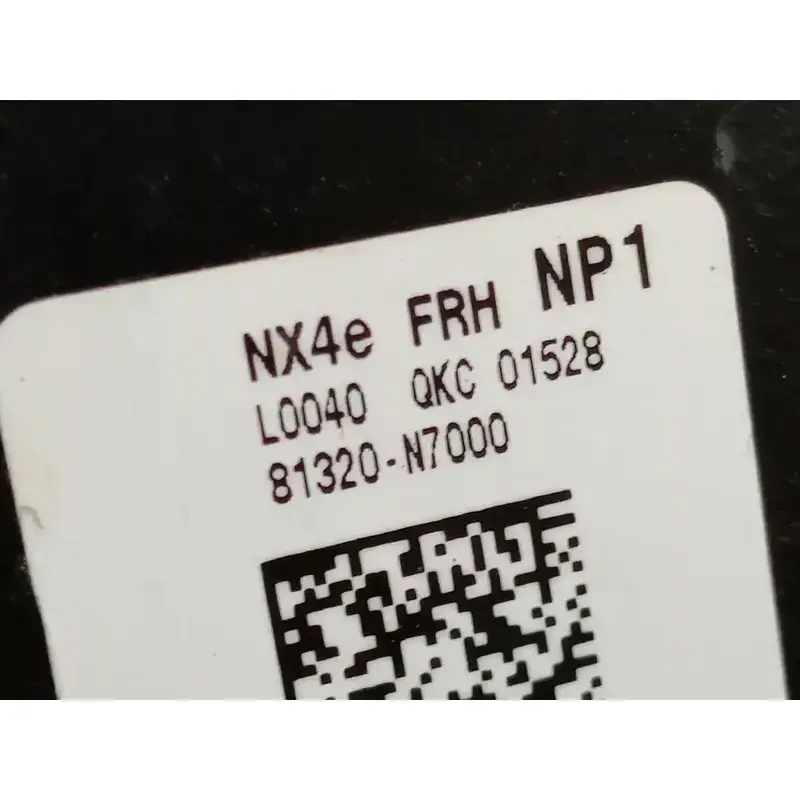 NX4e FRH NP1
L0040 QKC 01528
81320-N7000